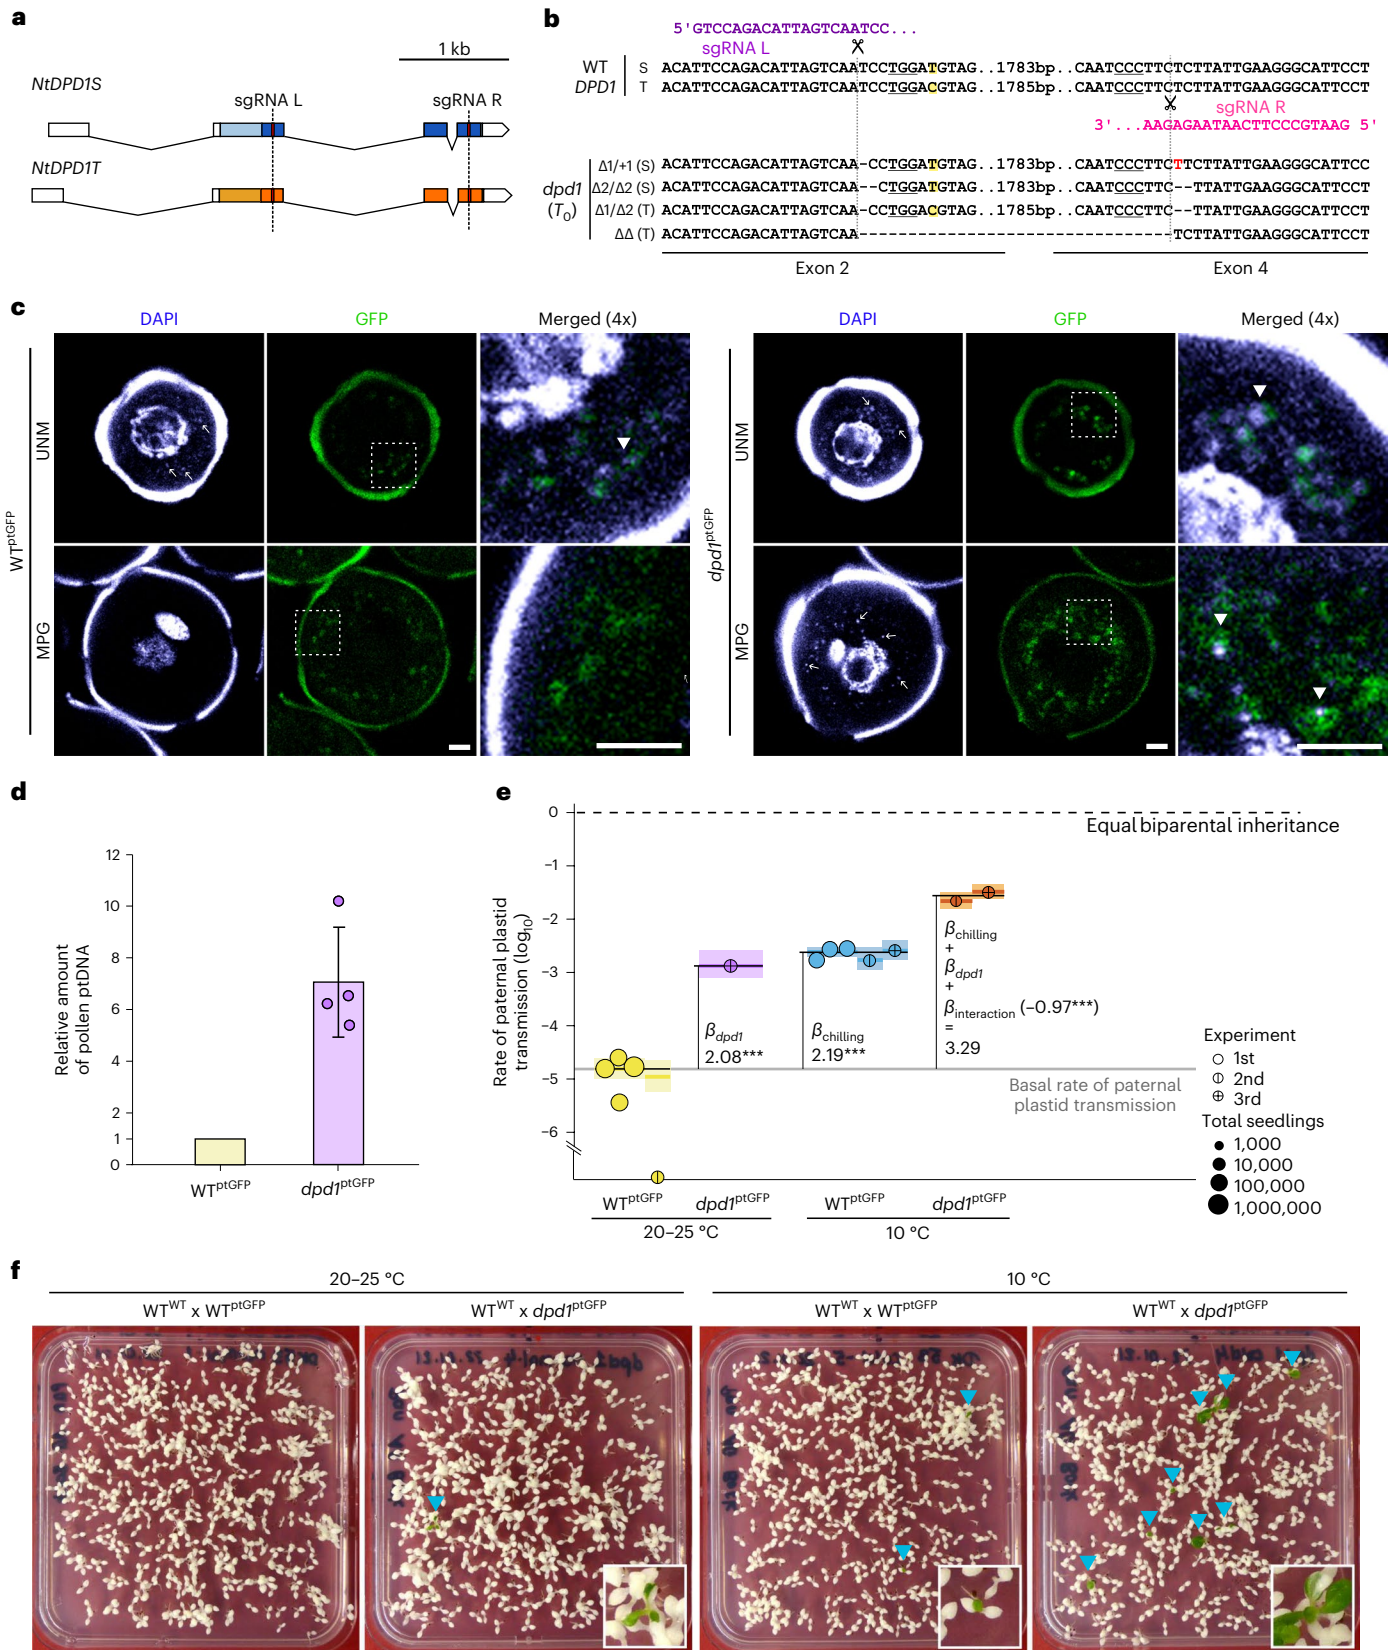 a
1 kb
NtDPD1S
sgRNA L
sgRNA R
NtDPD1T
b
5'GTCCAGACATTAGTCAATCC...
sgRNA L
WT
DPD1
S ACATTCCAGACATTAGTCAATCCTGGATGTAG..1783bp..CAATCCCTTCTCTTATTGAAGGGCATTCCT
T ACATTCCAGACATTAGTCAATCCTGGACGTAG..1785bp..CAATCCCTTCTCTTATTGAAGGGCATTCCT
sgRNA R
3'...AAGAGAATAACTTCCCGTAAG 5'
dpd1
(T0)
Δ1/+1 (S) ACATTCCAGACATTAGTCAA-CCTGGATGTAG..1783bp.. CAATCCCTTCTTCTTATTGAAGGGCATTCC
Δ2/Δ2 (S) ACATTCCAGACATTAGTCAA--CTGGATGTAG..1783bp.. CAATCCCTTC--TTATTGAAGGGCATTCCT
Δ1/Δ2 (T) ACATTCCAGACATTAGTCAA-CCTGGACGTAG..1785bp.. CAATCCCTTC--TTATTGAAGGGCATTCCT
ΔΔ (T) ACATTCCAGACATTAGTCAA------------------------------TCTTATTGAAGGGCATTCCT
Exon 2
Exon 4
c
DAPI
GFP
Merged (4x)
DAPI
GFP
Merged (4x)
WTptGFP
UNM
MPG
dpd1ptGFP
UNM
MPG
d
Relative amount
of pollen ptDNA
12
10
8
6
4
2
1
0
WTptGFP
dpd1ptGFP
e
Rate of paternal plastid
transmission (log10)
0
−1
−2
−3
−4
−5
−6
Equal biparental inheritance
βdpd1
2.08***
βchilling
2.19***
βchilling
+
βdpd1
+
βinteraction (−0.97***)
=
3.29
Basal rate of paternal
plastid transmission
WTptGFP
dpd1ptGFP
WTptGFP
dpd1ptGFP
20–25 °C
10 °C
Experiment
1st
2nd
3rd
Total seedlings
1,000
10,000
100,000
1,000,000
f
20–25 °C
10 °C
WTWT x WTptGFP
WTWT x dpd1ptGFP
WTWT x WTptGFP
WTWT x dpd1ptGFP